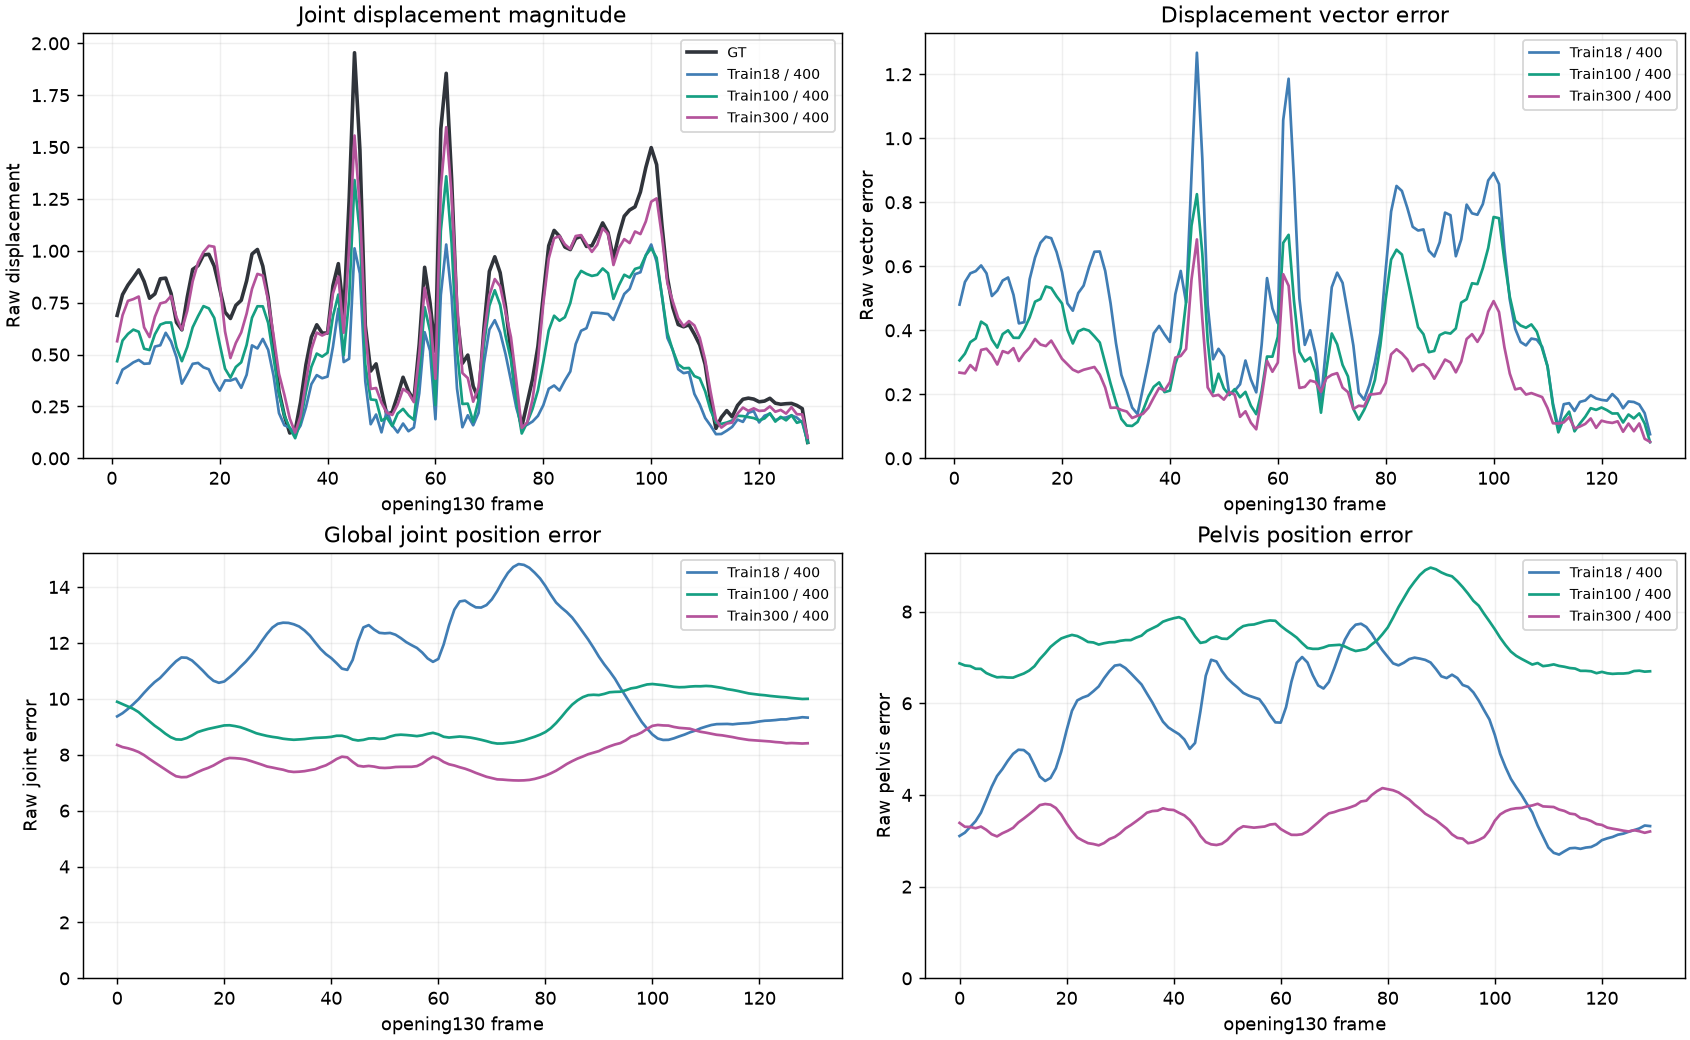 Joint displacement magnitude
Raw displacement
2.00
1.75
1.50
1.25
1.00
0.75
0.50
0.25
0.00
GT
Train18 / 400
Train100 / 400
Train300 / 400
0 20 40 60 80 100 120
opening130 frame
Displacement vector error
Raw vector error
1.2
1.0
0.8
0.6
0.4
0.2
0.0
Train18 / 400
Train100 / 400
Train300 / 400
0 20 40 60 80 100 120
opening130 frame
Global joint position error
Raw joint error
14
12
10
8
6
4
2
0
Train18 / 400
Train100 / 400
Train300 / 400
0 20 40 60 80 100 120
opening130 frame
Pelvis position error
Raw pelvis error
8
6
4
2
0
Train18 / 400
Train100 / 400
Train300 / 400
0 20 40 60 80 100 120
opening130 frame